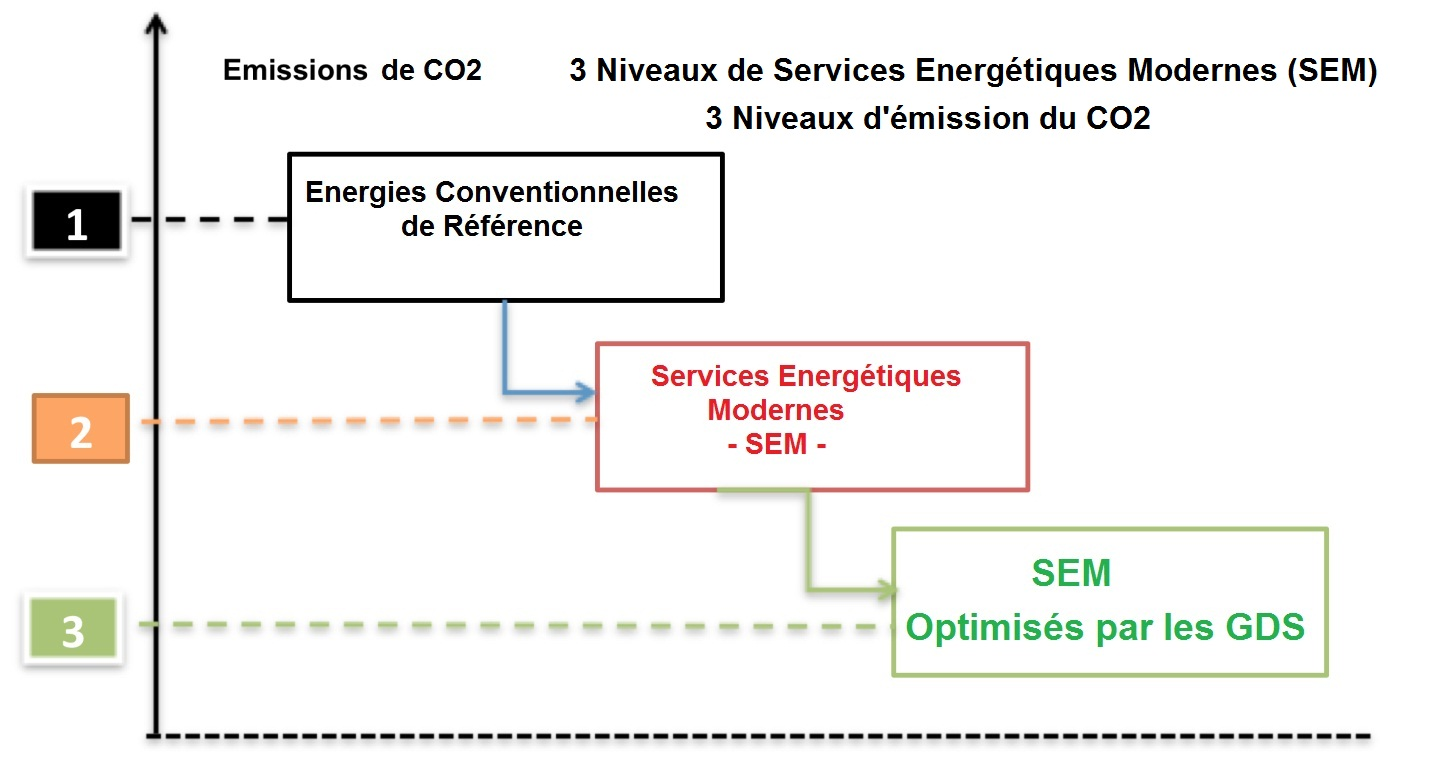 Emissions de CO2
3 Niveaux de Services Energétiques Modernes (SEM)
3 Niveaux d'émission du CO2
1
Energies Conventionnelles
de Référence
2
Services Energétiques
Modernes
- SEM -
3
SEM
Optimisés par les GDS